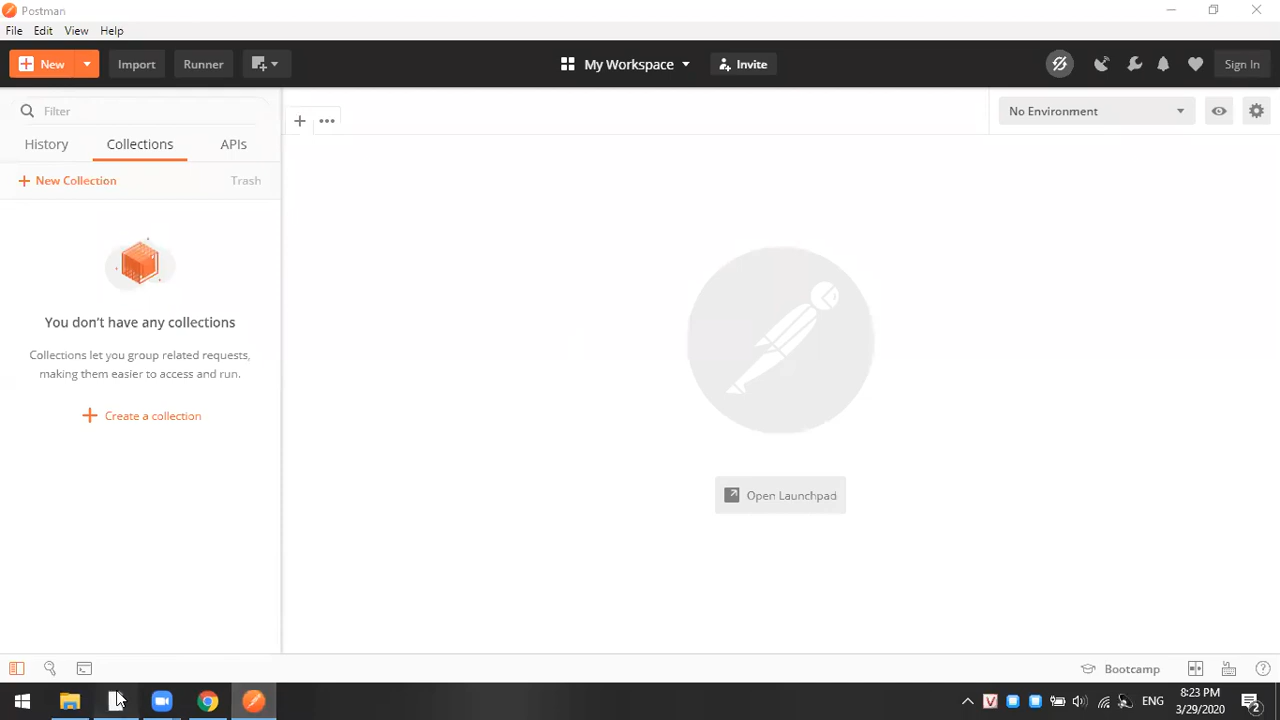 Postman
File Edit View Help
New Import Runner My Workspace Invite Sign In
Filter
No Environment
History Collections APIs
New Collection Trash
You don't have any collections
Collections let you group related requests,
making them easier to access and run.
Create a collection
Open Launchpad
Bootcamp
ENG
8:23 PM
3/29/2020
2